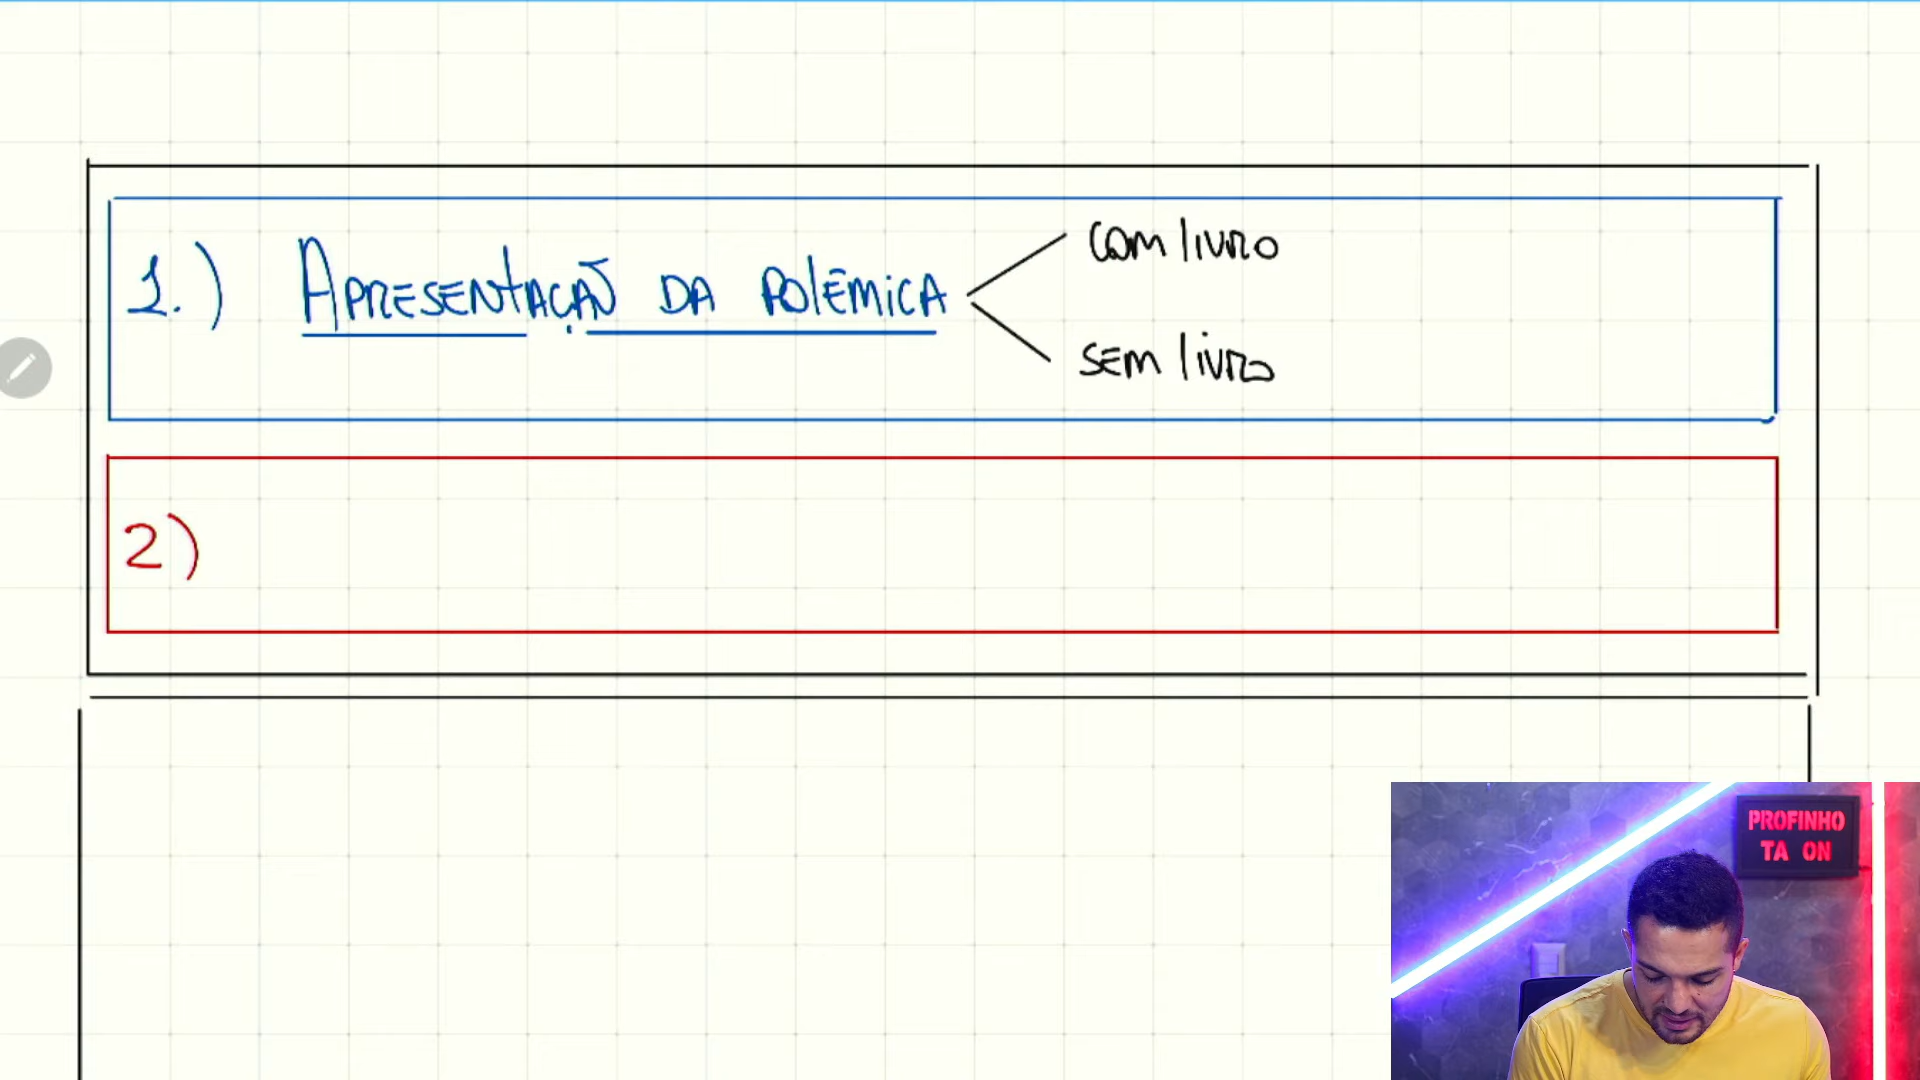 1.) APRESENTAÇÃO DA POLÊMICA
com livro
sem livro
2)
PROFINHO
TA ON